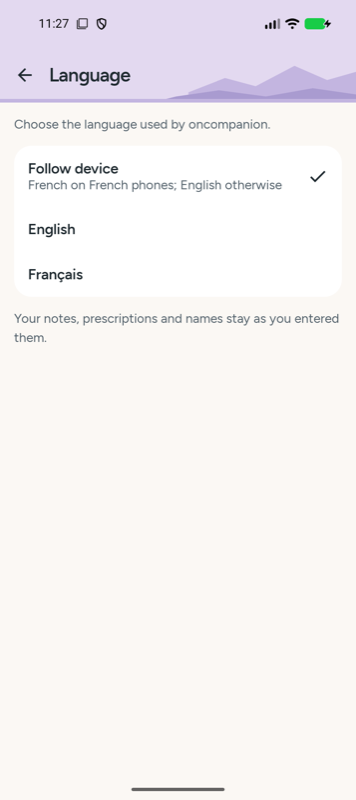 11:27
Language
Choose the language used by oncompanion.
Follow device
French on French phones; English otherwise
English
Français
Your notes, prescriptions and names stay as you entered
them.